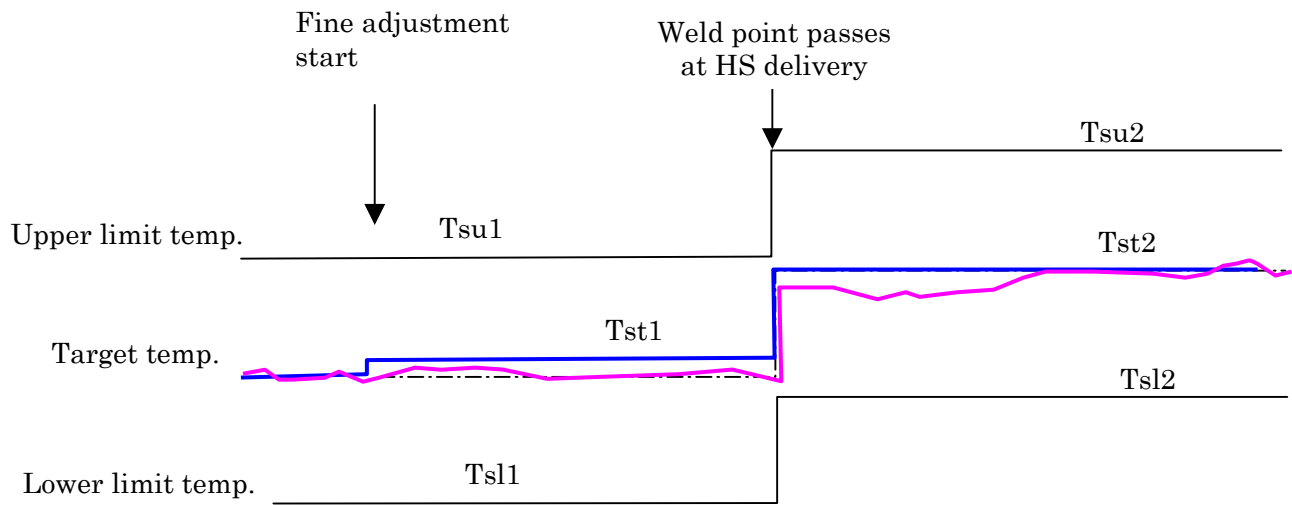 Fine adjustment
start
Weld point passes
at HS delivery
Tsu2
Upper limit temp.
Tsu1
Tst2
Target temp.
Tst1
Tsl2
Lower limit temp.
Tsl1